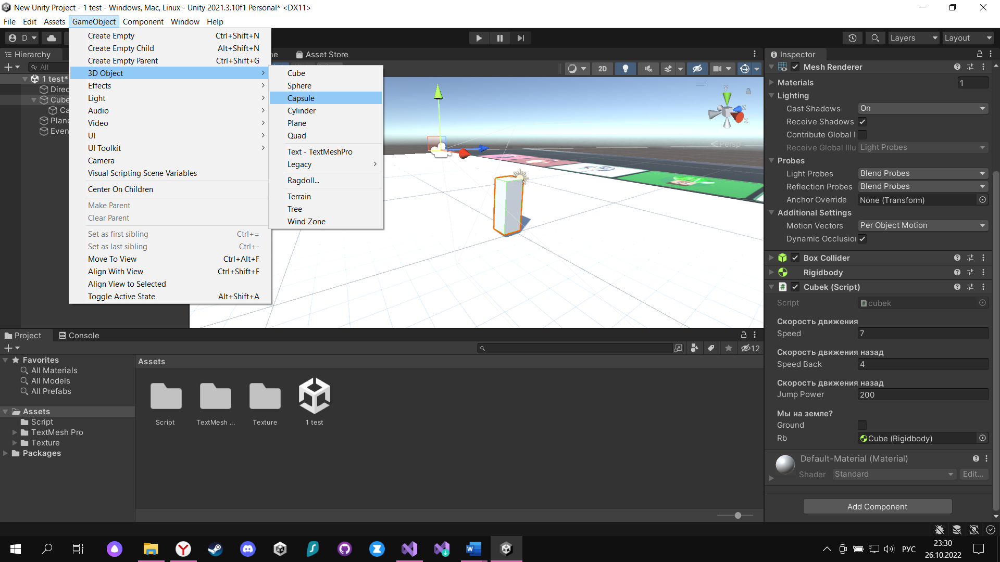 New Unity Project - 1 test - Windows, Mac, Linux - Unity 2021.3.10f1 Personal* <DX11>
File Edit Assets GameObject Component Window Help
D
Layers
Layout
Create Empty Ctrl+Shift+N
Create Empty Child Alt+Shift+N
Create Empty Parent Ctrl+Shift+G
3D Object
Effects
Light
Audio
Video
UI
UI Toolkit
Camera
Visual Scripting Scene Variables
Center On Children
Make Parent
Clear Parent
Set as first sibling Ctrl+=
Set as last sibling Ctrl+-
Move To View Ctrl+Alt+F
Align With View Ctrl+Shift+F
Align View to Selected
Toggle Active State Alt+Shift+A
Cube
Sphere
Capsule
Cylinder
Plane
Quad
Text - TextMeshPro
Legacy
Ragdoll...
Terrain
Tree
Wind Zone
Hierarchy
All
1 test*
Direc
Cube
Ca
Plane
Even
ne
Asset Store
2D
y
z
x
Persp
Inspector
Mesh Renderer
Materials 1
Lighting
Cast Shadows On
Receive Shadows
Contribute Global I
Receive Global Illu Light Probes
Probes
Light Probes Blend Probes
Reflection Probes Blend Probes
Anchor Override None (Transform)
Additional Settings
Motion Vectors Per Object Motion
Dynamic Occlusio
Box Collider
Rigidbody
Cubek (Script)
Script cubek
Скорость движения
Speed 7
Скорость движения назад
Speed Back 4
Скорость движения назад
Jump Power 200
Мы на земле?
Ground
Rb Cube (Rigidbody)
Default-Material (Material)
Shader Standard Edit...
Add Component
Project Console
12
Favorites
All Materials
All Models
All Prefabs
Assets
Script
TextMesh Pro
Texture
Packages
Assets
Script
TextMesh ...
Texture
1 test
РУС
23:30
26.10.2022